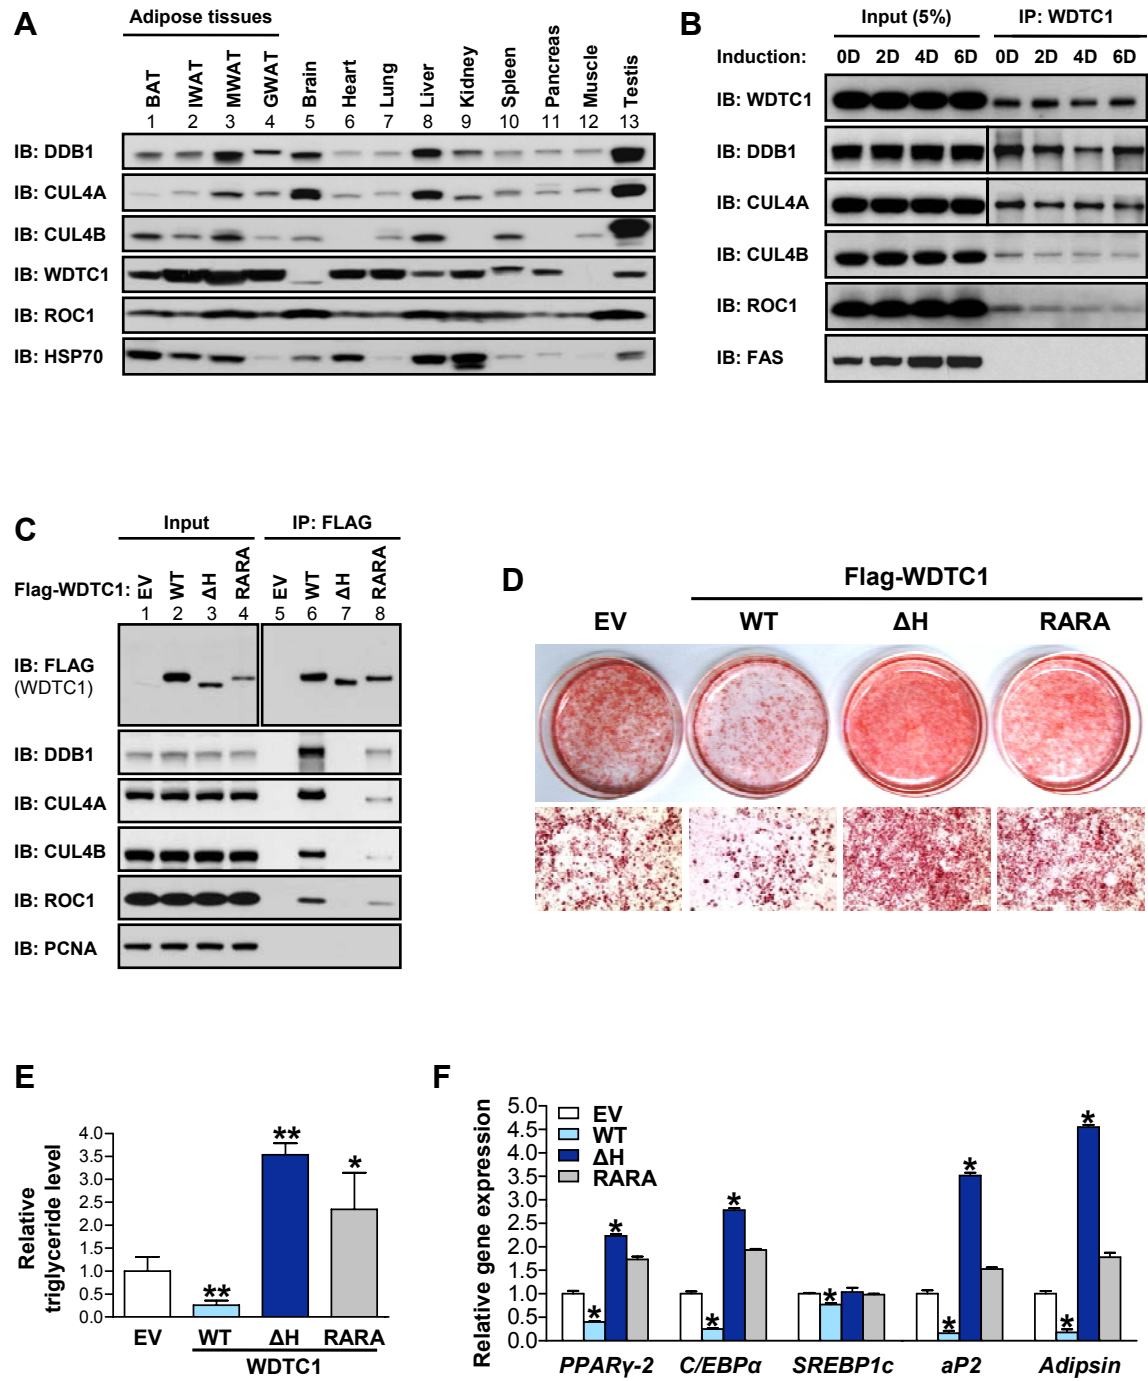 A
Adipose tissues
BAT IWAT MWAT GWAT Brain Heart Lung Liver Kidney Spleen Pancreas Muscle Testis
1 2 3 4 5 6 7 8 9 10 11 12 13
IB: DDB1
IB: CUL4A
IB: CUL4B
IB: WDTC1
IB: ROC1
IB: HSP70
B
Input (5%) IP: WDTC1
Induction: 0D 2D 4D 6D 0D 2D 4D 6D
IB: WDTC1
IB: DDB1
IB: CUL4A
IB: CUL4B
IB: ROC1
IB: FAS
C
Input IP: FLAG
Flag-WDTC1: EV WT ΔH RARA EV WT ΔH RARA
1 2 3 4 5 6 7 8
IB: FLAG
(WDTC1)
IB: DDB1
IB: CUL4A
IB: CUL4B
IB: ROC1
IB: PCNA
D
Flag-WDTC1
EV WT ΔH RARA
E
Relative
triglyceride level
4.0
3.5
3.0
2.5
2.0
1.5
1.0
0.5
0.0
** ** *
EV WT ΔH RARA
WDTC1
F
Relative gene expression
5.0
4.5
4.0
3.5
3.0
2.5
2.0
1.5
1.0
0.5
0.0
EV
WT
ΔH
RARA
* * * * * * * * *
PPARγ-2 C/EBPα SREBP1c aP2 Adipsin